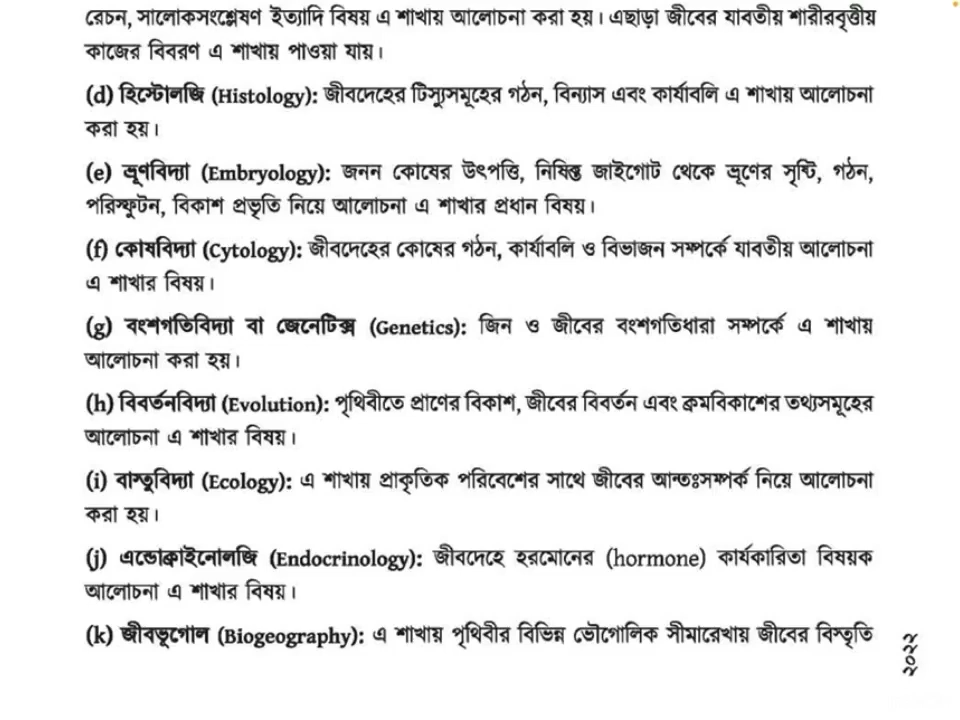 রেচন, সালোকসংশ্লেষণ ইত্যাদি বিষয় এ শাখায় আলোচনা করা হয়। এছাড়া জীবের যাবতীয় শারীরবৃত্তীয়
কাজের বিবরণ এ শাখায় পাওয়া যায়।
(d) হিস্টোলজি (Histology): জীবদেহের টিস্যুসমূহের গঠন, বিন্যাস এবং কার্যাবলি এ শাখায় আলোচনা
করা হয়।
(e) ভ্রূণবিদ্যা (Embryology): জনন কোষের উৎপত্তি, নিষিক্ত জাইগোট থেকে ভ্রূণের সৃষ্টি, গঠন,
পরিস্ফুটন, বিকাশ প্রভৃতি নিয়ে আলোচনা এ শাখার প্রধান বিষয়।
(f) কোষবিদ্যা (Cytology): জীবদেহের কোষের গঠন, কার্যাবলি ও বিভাজন সম্পর্কে যাবতীয় আলোচনা
এ শাখার বিষয়।
(g) বংশগতিবিদ্যা বা জেনেটিক্স (Genetics): জিন ও জীবের বংশগতিধারা সম্পর্কে এ শাখায়
আলোচনা করা হয়।
(h) বিবর্তনবিদ্যা (Evolution): পৃথিবীতে প্রাণের বিকাশ, জীবের বিবর্তন এবং ক্রমবিকাশের তথ্যসমূহের
আলোচনা এ শাখার বিষয়।
(i) বাস্তুবিদ্যা (Ecology): এ শাখায় প্রাকৃতিক পরিবেশের সাথে জীবের আন্তঃসম্পর্ক নিয়ে আলোচনা
করা হয়।
(j) এন্ডোক্রাইনোলজি (Endocrinology): জীবদেহে হরমোনের (hormone) কার্যকারিতা বিষয়ক
আলোচনা এ শাখার বিষয়।
(k) জীবভূগোল (Biogeography): এ শাখায় পৃথিবীর বিভিন্ন ভৌগোলিক সীমারেখায় জীবের বিস্তৃতি
২০২২